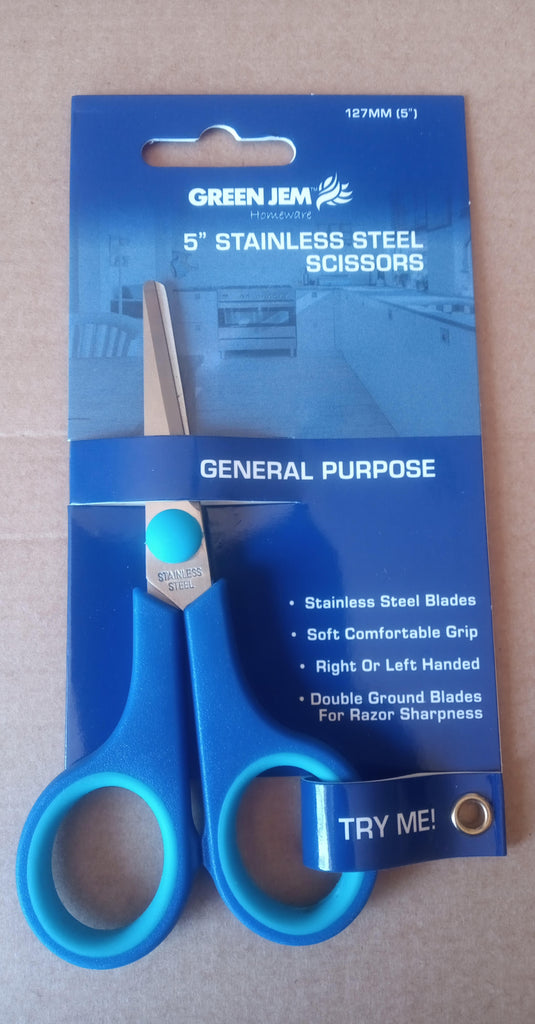 127MM (5")
GREEN JEM™
Homeware
5” STAINLESS STEEL
SCISSORS
GENERAL PURPOSE
STAINLESS
STEEL
• Stainless Steel Blades
• Soft Comfortable Grip
• Right Or Left Handed
• Double Ground Blades
For Razor Sharpness
TRY ME!